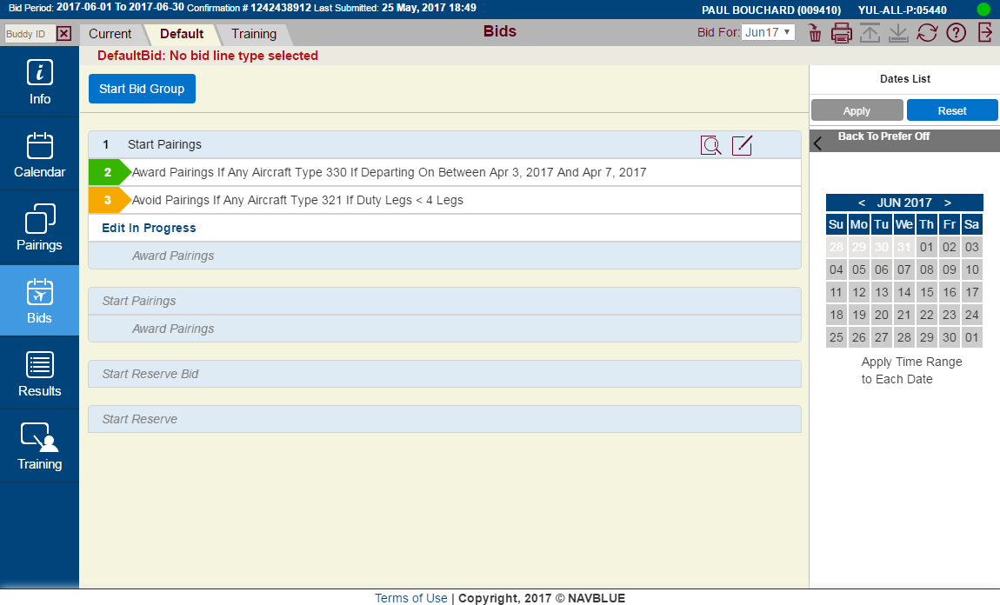 Bid Period: 2017-06-01 To 2017-06-30 Confirmation # 1242438912 Last Submitted: 25 May, 2017 18:49
PAUL BOUCHARD (009410) YUL-ALL-P:05440
Buddy ID
Current
Default
Training
Bids
Bid For: Jun17
DefaultBid: No bid line type selected
Info
Calendar
Pairings
Bids
Results
Training
Start Bid Group
1 Start Pairings
2 Award Pairings If Any Aircraft Type 330 If Departing On Between Apr 3, 2017 And Apr 7, 2017
3 Avoid Pairings If Any Aircraft Type 321 If Duty Legs < 4 Legs
Edit In Progress
Award Pairings
Start Pairings
Award Pairings
Start Reserve Bid
Start Reserve
Dates List
Apply Reset
Back To Prefer Off
< JUN 2017 >
Su Mo Tu We Th Fr Sa
28 29 30 31 01 02 03
04 05 06 07 08 09 10
11 12 13 14 15 16 17
18 19 20 21 22 23 24
25 26 27 28 29 30 01
Apply Time Range
to Each Date
Terms of Use | Copyright, 2017 © NAVBLUE